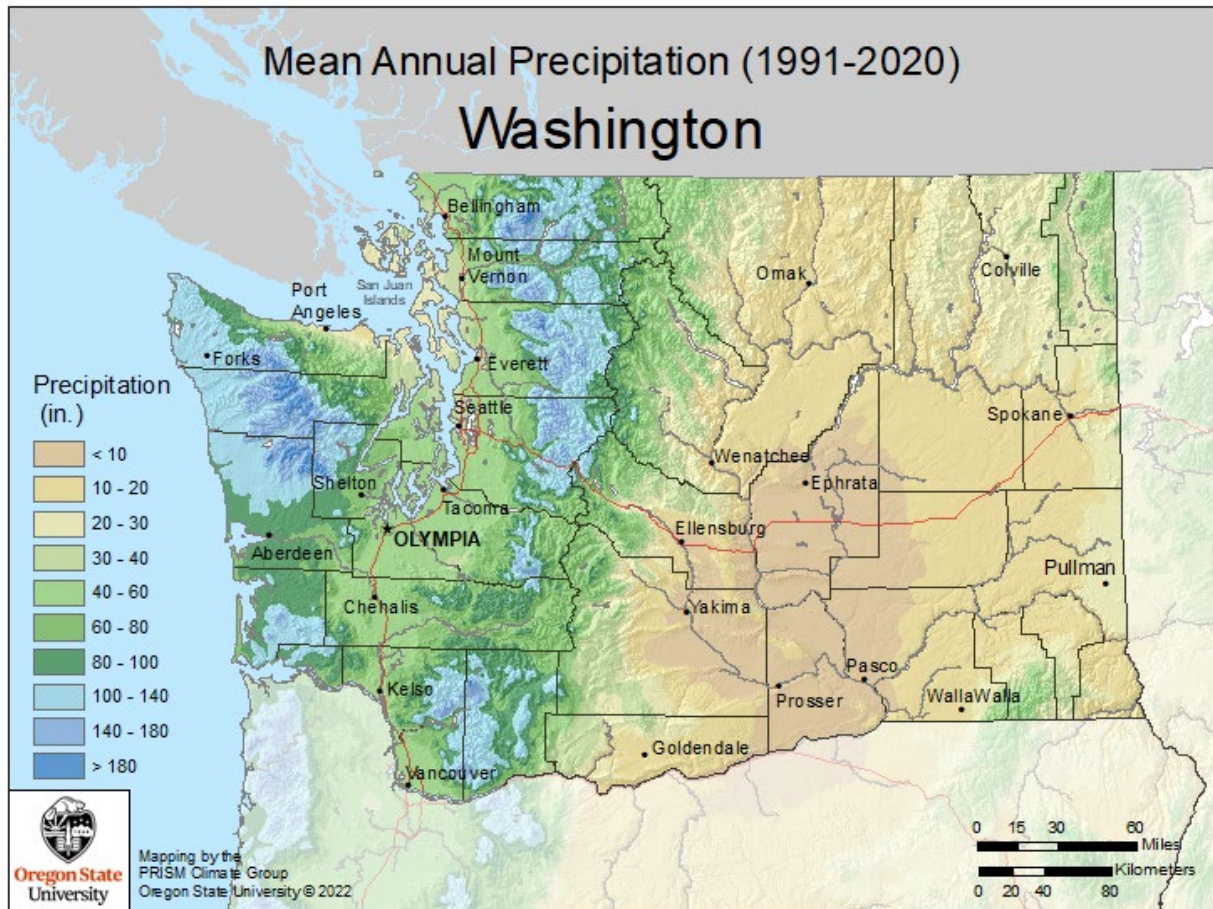 Mean Annual Precipitation (1991-2020)
Washington
Bellingham
Mount
Vernon
San Juan
Islands
Omak
Colville
Port
Angeles
Forks
Everett
Seattle
Spokane
Wenatchee
Ephrata
Shelton
Tacoma
OLYMPIA
Ellensburg
Aberdeen
Pullman
Chehalis
Yakima
Pasco
Kelso
Prosser
WallaWalla
Goldendale
Vancouver
Precipitation
(in.)
< 10
10 - 20
20 - 30
30 - 40
40 - 60
60 - 80
80 - 100
100 - 140
140 - 180
> 180
Oregon State
University
Mapping by the
PRISM Climate Group
Oregon State University © 2022
0 15 30 60
Miles
Kilometers
0 20 40 80